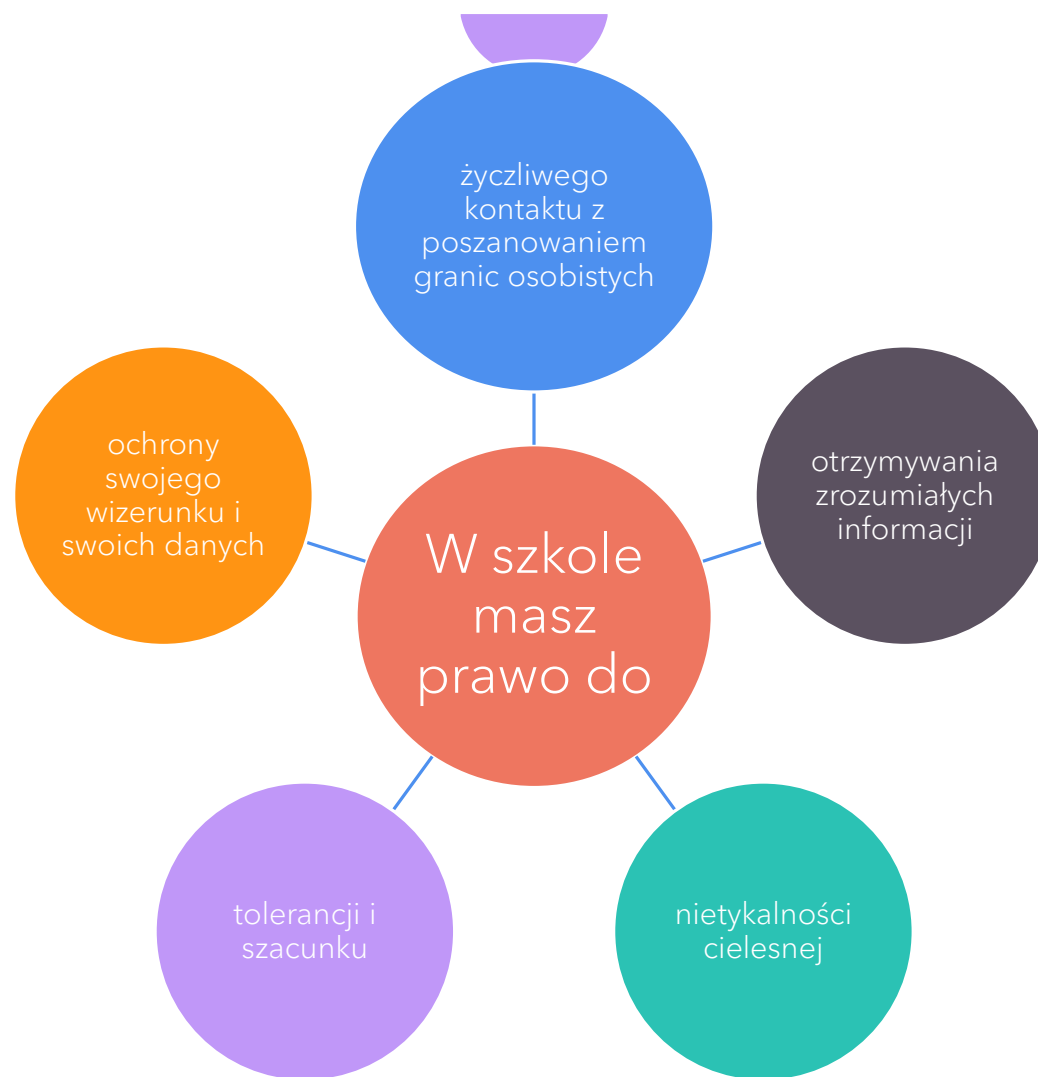 życzliwego
kontaktu z
poszanowaniem
granic osobistych
ochrony
swojego
wizerunku i
swoich danych
otrzymywania
zrozumiałych
informacji
W szkole
masz
prawo do
tolerancji i
szacunku
nietykalności
cielesnej